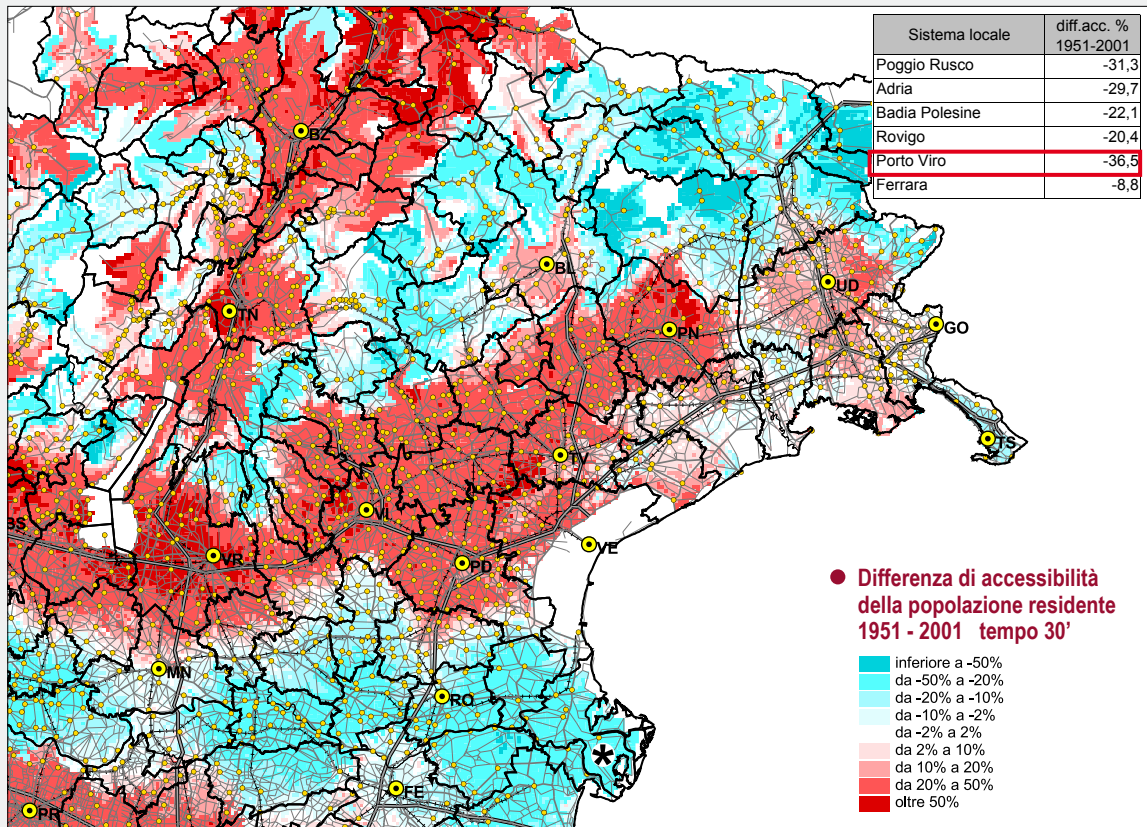 Sistema locale
diff.acc. %
1951-2001
Poggio Rusco -31,3
Adria -29,7
Badia Polesine -22,1
Rovigo -20,4
Porto Viro -36,5
Ferrara -8,8
BZ
BL
UD
TN
PN
GO
TS
TV
BS
VI
VR
PD
VE
MN
RO
*
FE
PR
Differenza di accessibilità
della popolazione residente
1951 - 2001 tempo 30’
inferiore a -50%
da -50% a -20%
da -20% a -10%
da -10% a -2%
da -2% a 2%
da 2% a 10%
da 10% a 20%
da 20% a 50%
oltre 50%